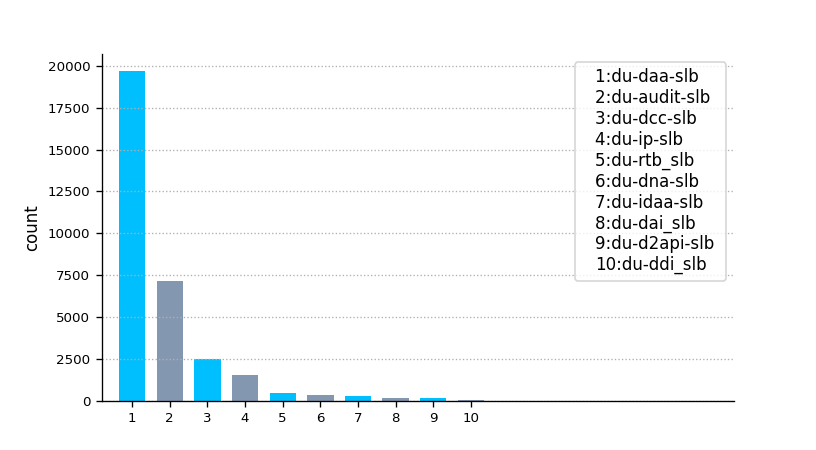 20000
17500
15000
12500
10000
7500
5000
2500
0
count
1 2 3 4 5 6 7 8 9 10
1:du-daa-slb
2:du-audit-slb
3:du-dcc-slb
4:du-ip-slb
5:du-rtb_slb
6:du-dna-slb
7:du-idaa-slb
8:du-dai_slb
9:du-d2api-slb
10:du-ddi_slb